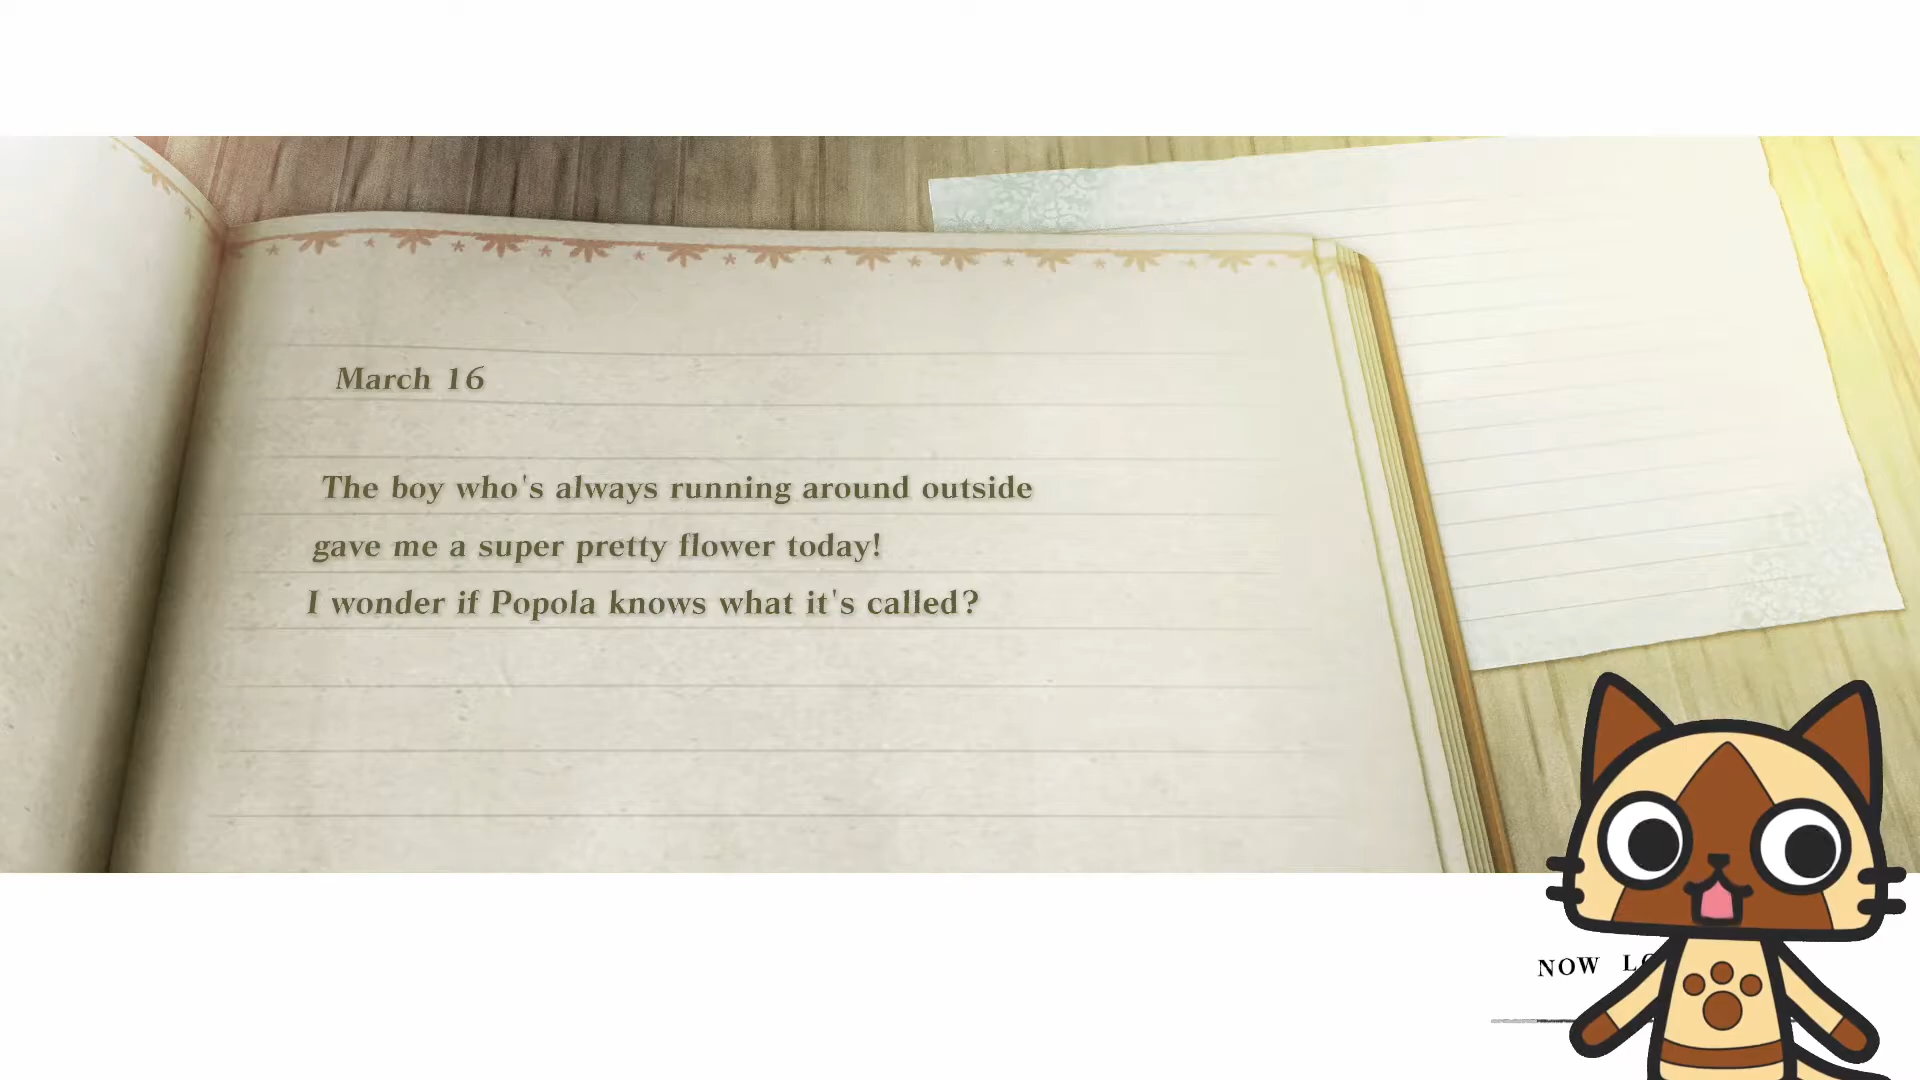 March 16
The boy who's always running around outside
gave me a super pretty flower today!
I wonder if Popola knows what it's called?
NOW